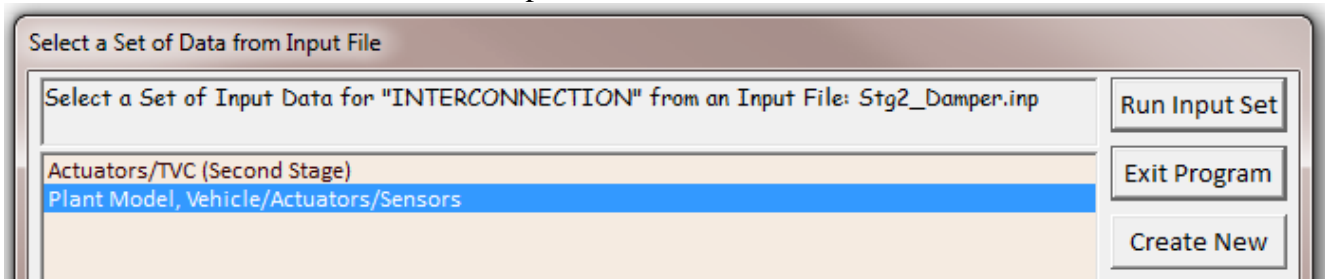 Select a Set of Data from Input File
Select a Set of Input Data for "INTERCONNECTION" from an Input File: Stg2_Damper.inp
Run Input Set
Actuators/TVC (Second Stage)
Plant Model, Vehicle/Actuators/Sensors
Exit Program
Create New